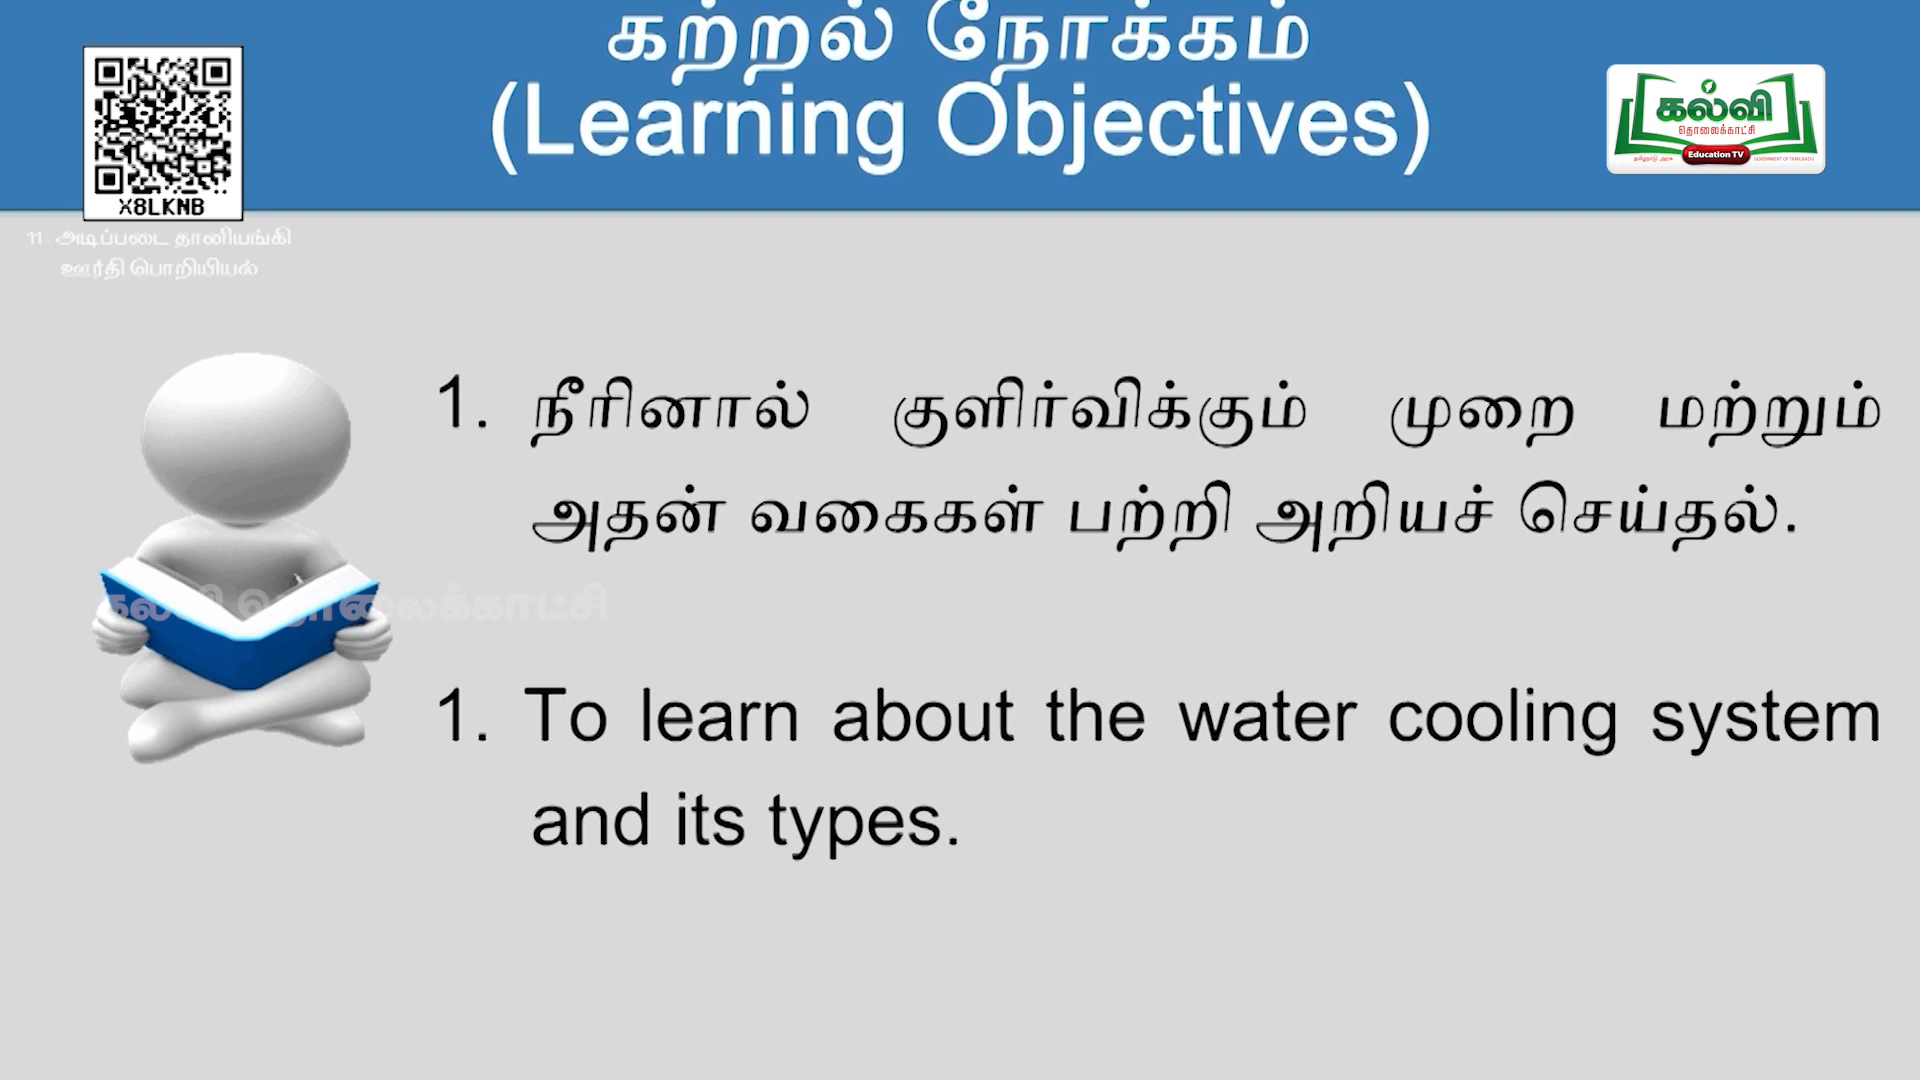 கற்றல் நோக்கம்
(Learning Objectives)
X8LKNB
கல்வி
தொலைக்காட்சி
தமிழ்நாடு அரசு
Education TV
GOVERNMENT OF TAMILNADU
11 - அடிப்படை தானியங்கி
ஊர்தி பொறியியல்
1. நீரினால் குளிர்விக்கும் முறை மற்றும்
அதன் வகைகள் பற்றி அறியச் செய்தல்.
கல்வி தொலைக்காட்சி
1. To learn about the water cooling system
and its types.